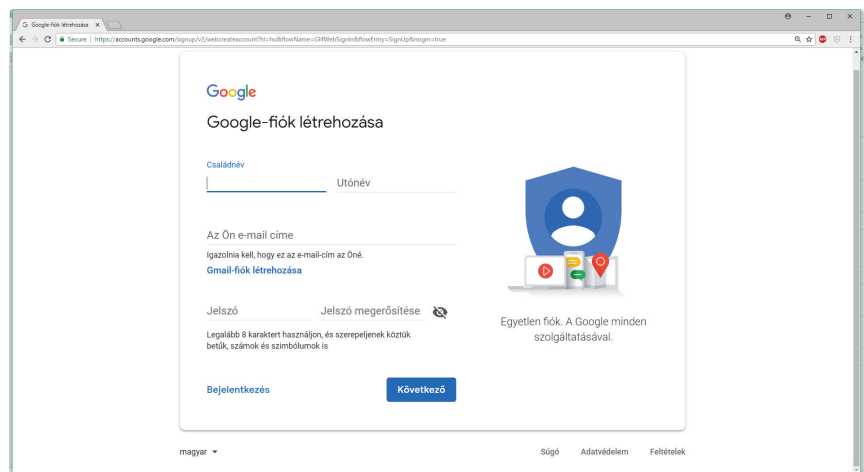 Google-fiók létrehozása
Secure | https://accounts.google.com/signup/v2/webcreateaccount?hl=hu&flowName=GlifWebSignIn&flowEntry=SignUp&nogm=true
Google
Google-fiók létrehozása
Családnév
Utónév
Az Ön e-mail címe
Igazolnia kell, hogy ez az e-mail-cím az Öné.
Gmail-fiók létrehozása
Jelszó Jelszó megerősítése
Legalább 8 karaktert használjon, és szerepeljenek köztük
betűk, számok és szimbólumok is
Bejelentkezés Következő
Egyetlen fiók. A Google minden
szolgáltatásával.
magyar Súgó Adatvédelem Feltételek